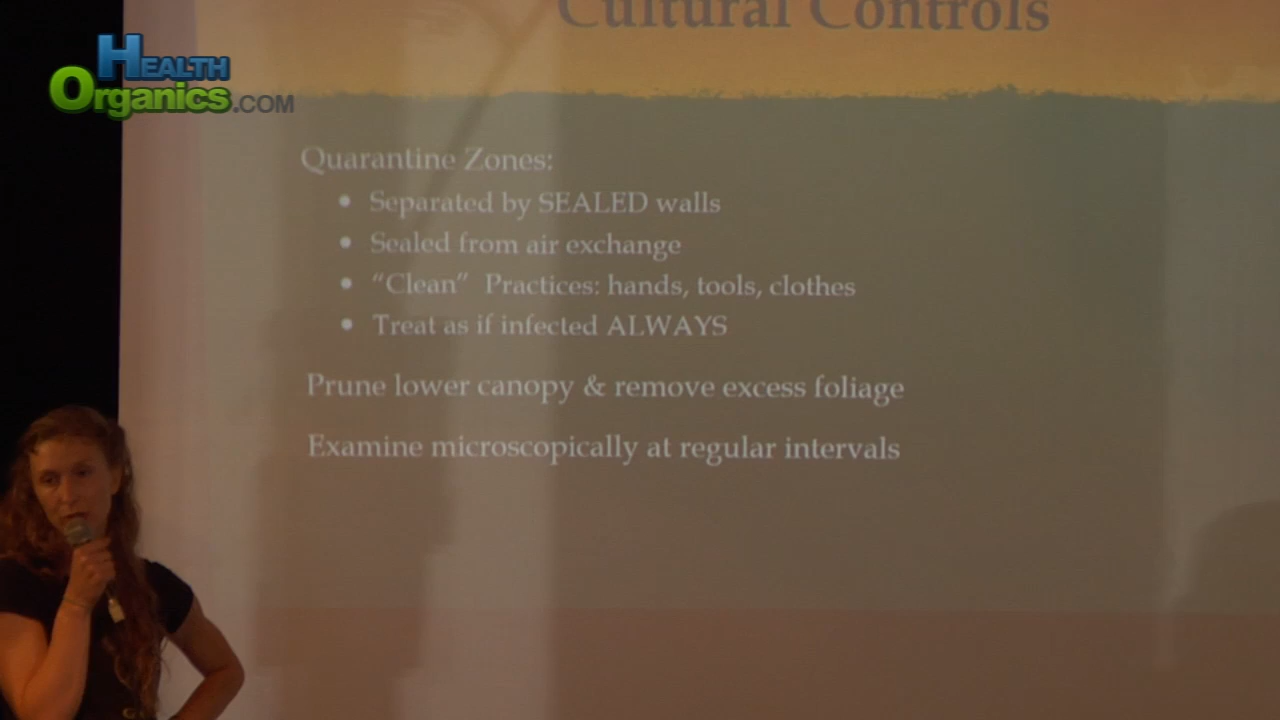 Cultural Controls
HEALTH
Organics.COM
Quarantine Zones:
• Separated by SEALED walls
• Sealed from air exchange
• “Clean” Practices: hands, tools, clothes
• Treat as if infected ALWAYS
Prune lower canopy & remove excess foliage
Examine microscopically at regular intervals